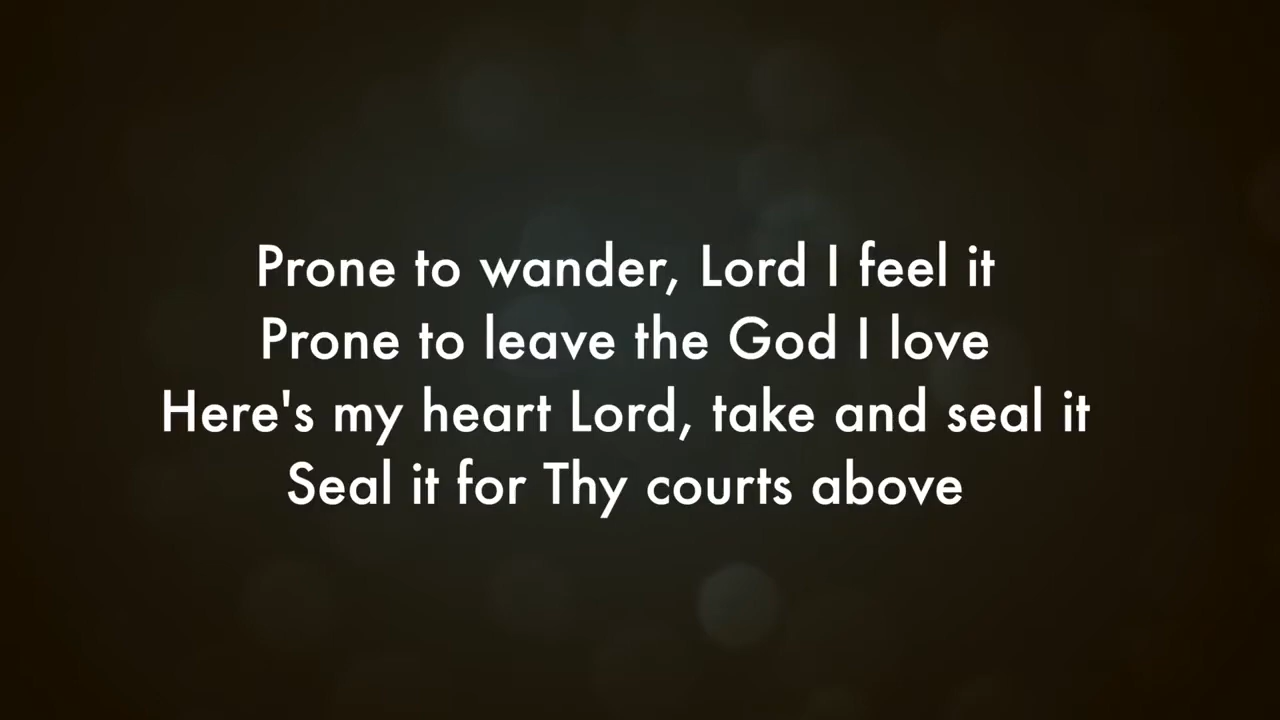 Prone to wander, Lord I feel it
Prone to leave the God I love
Here's my heart Lord, take and seal it
Seal it for Thy courts above